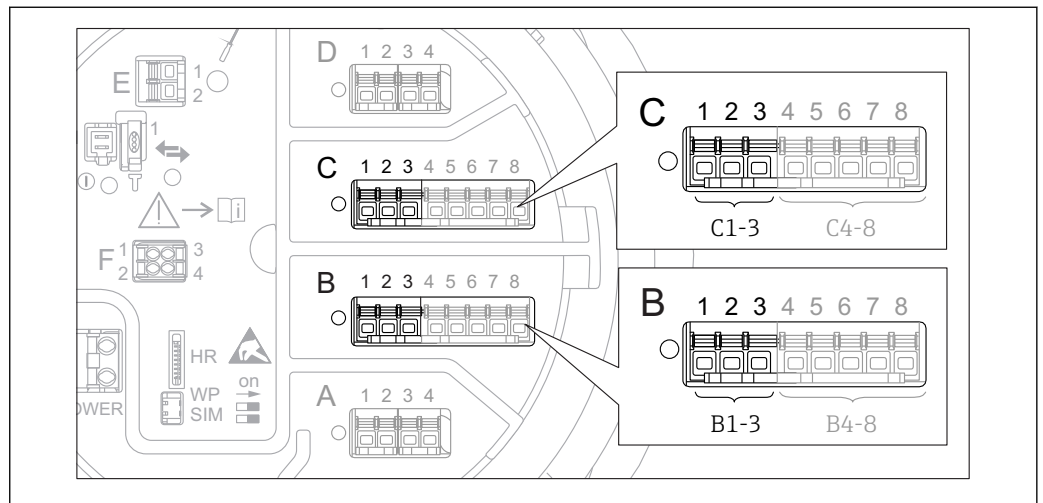 D 1 2 3 4
E 1
2
1
C 1 2 3 4 5 6 7 8
F 1 3
2 4
B 1 2 3 4 5 6 7 8
HR
WP on
SIM
OWER
A 1 2 3 4
C 1 2 3 4 5 6 7 8
C1-3 C4-8
B 1 2 3 4 5 6 7 8
B1-3 B4-8